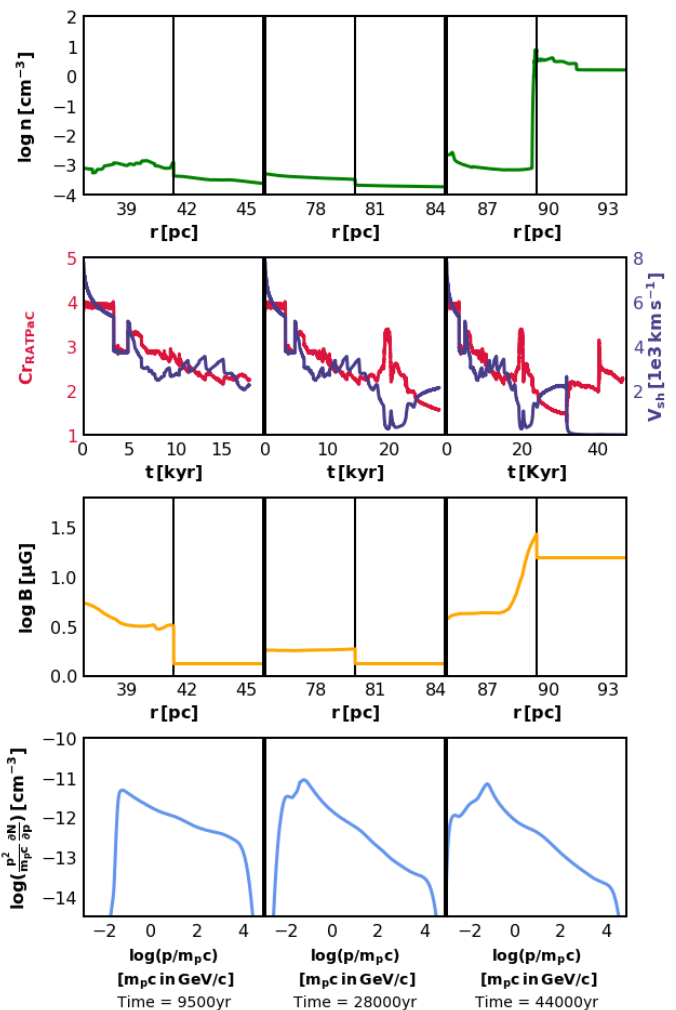 2
1
0
−1
−2
−3
−4
log n [cm⁻³]
39 42 45 78 81 84 87 90 93
r [pc] r [pc] r [pc]
5
4
3
2
1
Cr_RATPaC
8
6
4
2
V_sh [1e3 km s⁻¹]
0 5 10 15 0 10 20 0 20 40
t [kyr] t [kyr] t [Kyr]
1.5
1.0
0.5
0.0
log B [µG]
39 42 45 78 81 84 87 90 93
r [pc] r [pc] r [pc]
−10
−11
−12
−13
−14
log(p²/m_pc ∂N/∂p) [cm⁻³]
−2 0 2 4 −2 0 2 4 −2 0 2 4
log(p/m_pc) log(p/m_pc) log(p/m_pc)
[m_pc in GeV/c] [m_pc in GeV/c] [m_pc in GeV/c]
Time = 9500yr Time = 28000yr Time = 44000yr